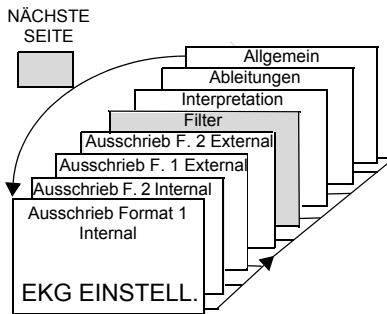 NÄCHSTE
SEITE
Allgemein
Ableitungen
Interpretation
Filter
Ausschrieb F. 2 External
Ausschrieb F. 1 External
Ausschrieb F. 2 Internal
Ausschrieb Format 1
Internal
EKG EINSTELL.